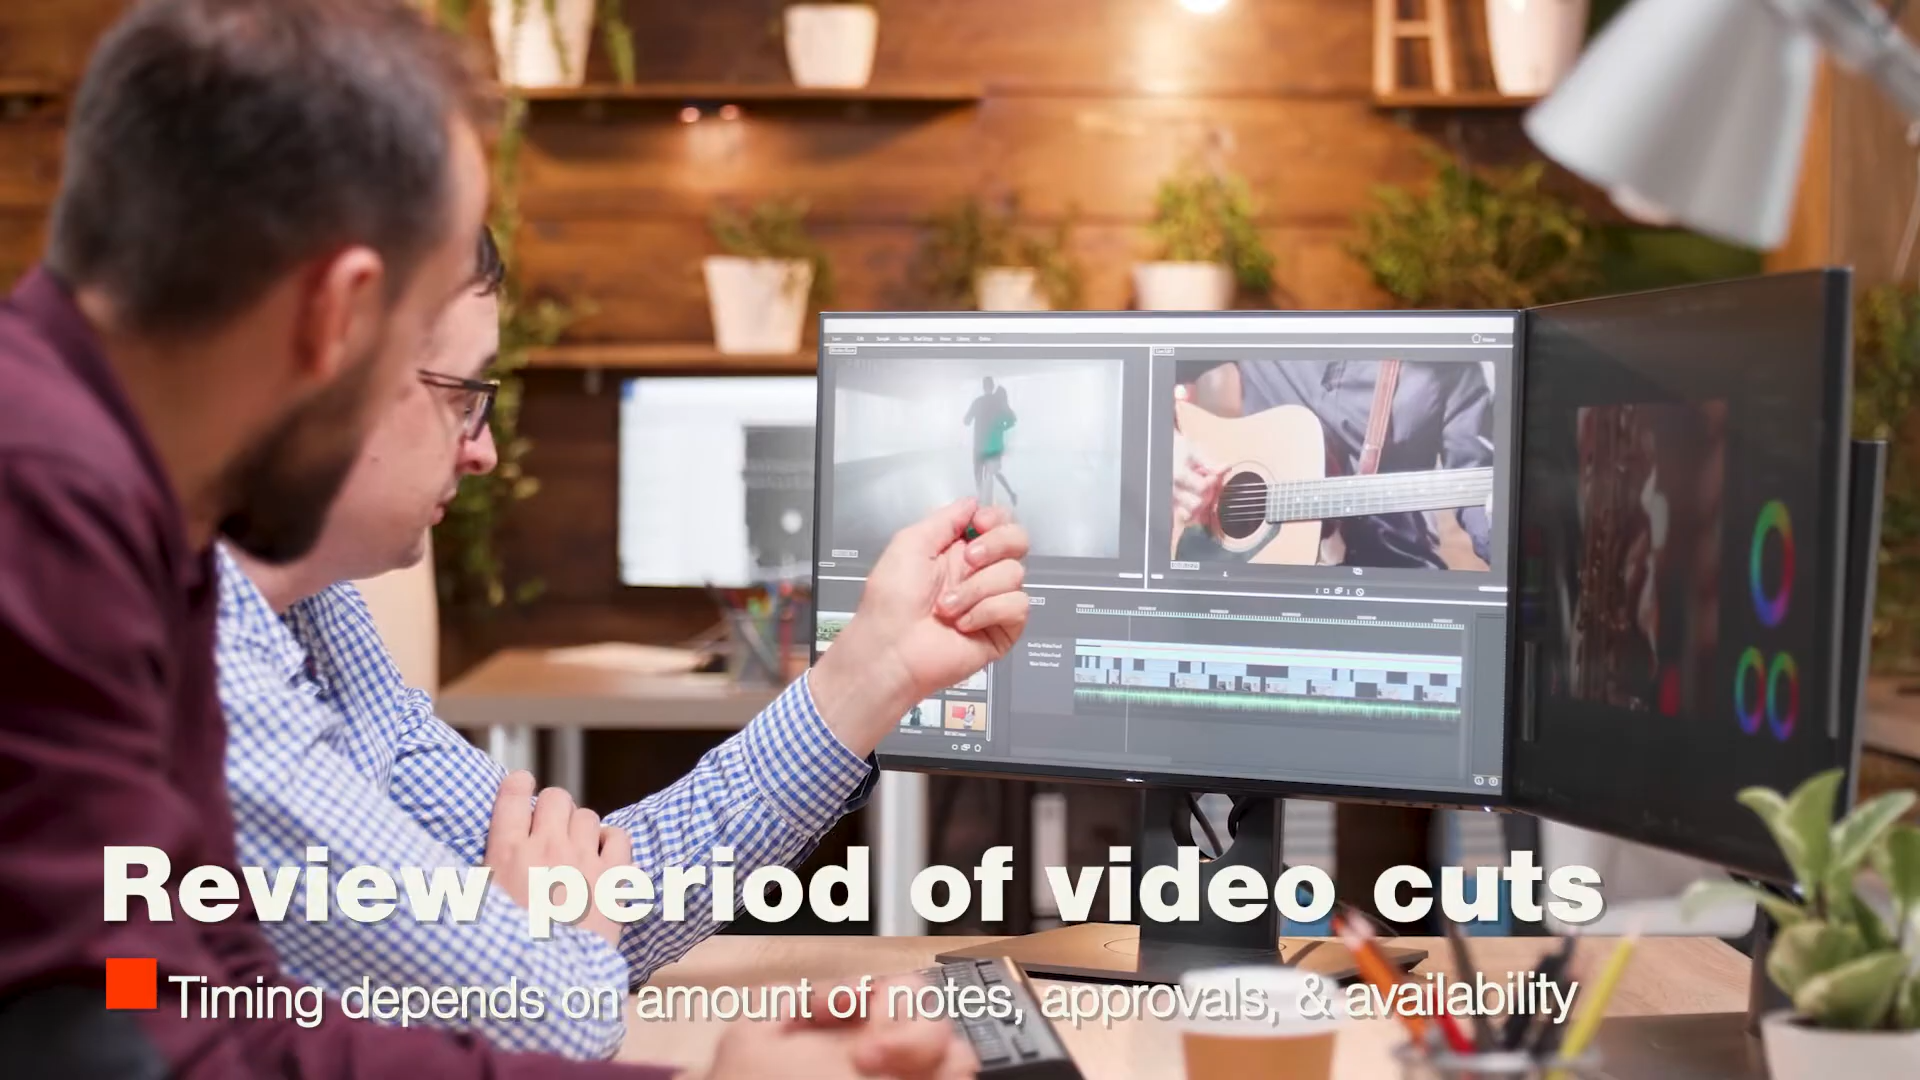 Review period of video cuts
Timing depends on amount of notes, approvals, & availability